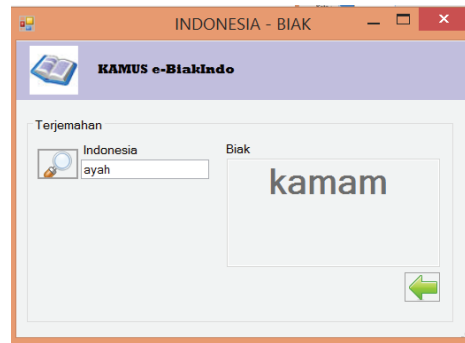 INDONESIA - BIAK
KAMUS e-BiakIndo
Terjemahan
Indonesia
Biak
ayah
kamam